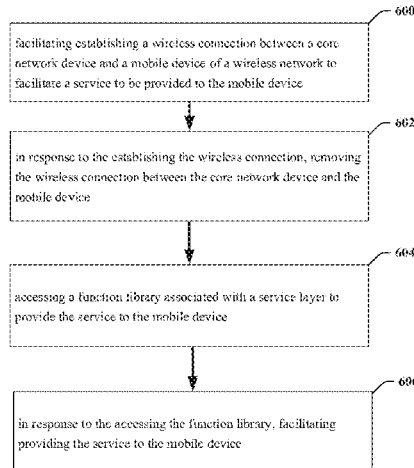 600
facilitating establishing a wireless connection between a core
network device and a mobile device of a wireless network to
facilitate a service to be provided to the mobile device
602
in response to the establishing the wireless connection, removing
the wireless connection between the core network device and the
mobile device
604
accessing a function library associated with a service layer to
provide the service to the mobile device
606
in response to the accessing the function library, facilitating
providing the service to the mobile device